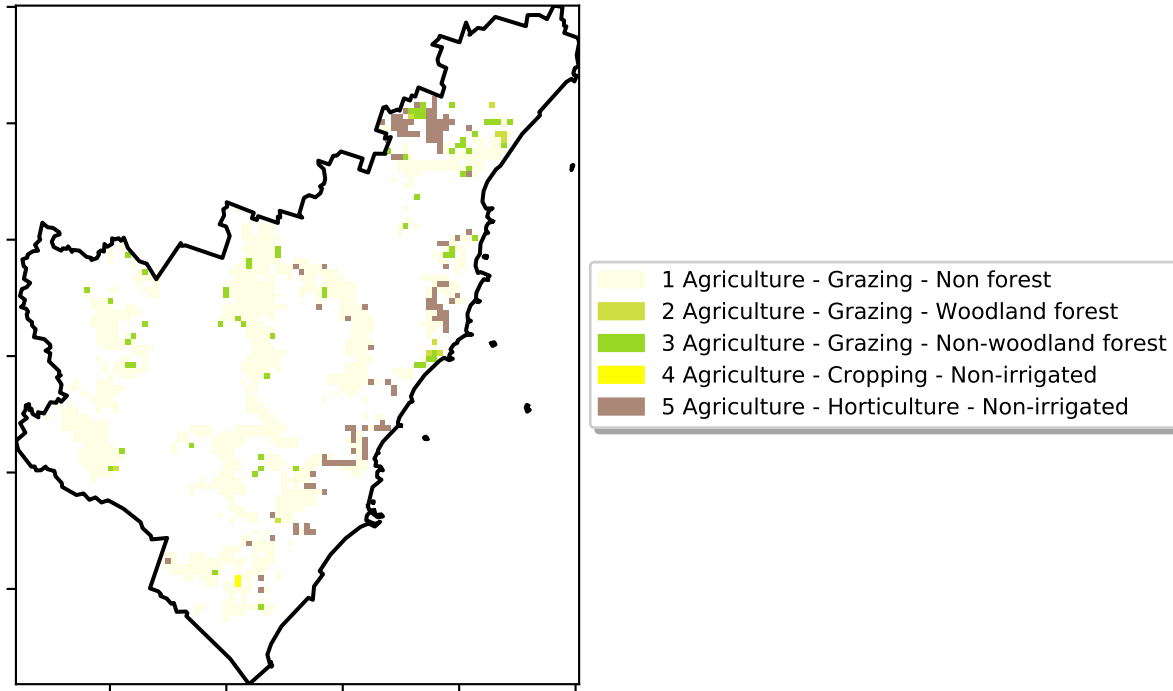 1 Agriculture - Grazing - Non forest
2 Agriculture - Grazing - Woodland forest
3 Agriculture - Grazing - Non-woodland forest
4 Agriculture - Cropping - Non-irrigated
5 Agriculture - Horticulture - Non-irrigated